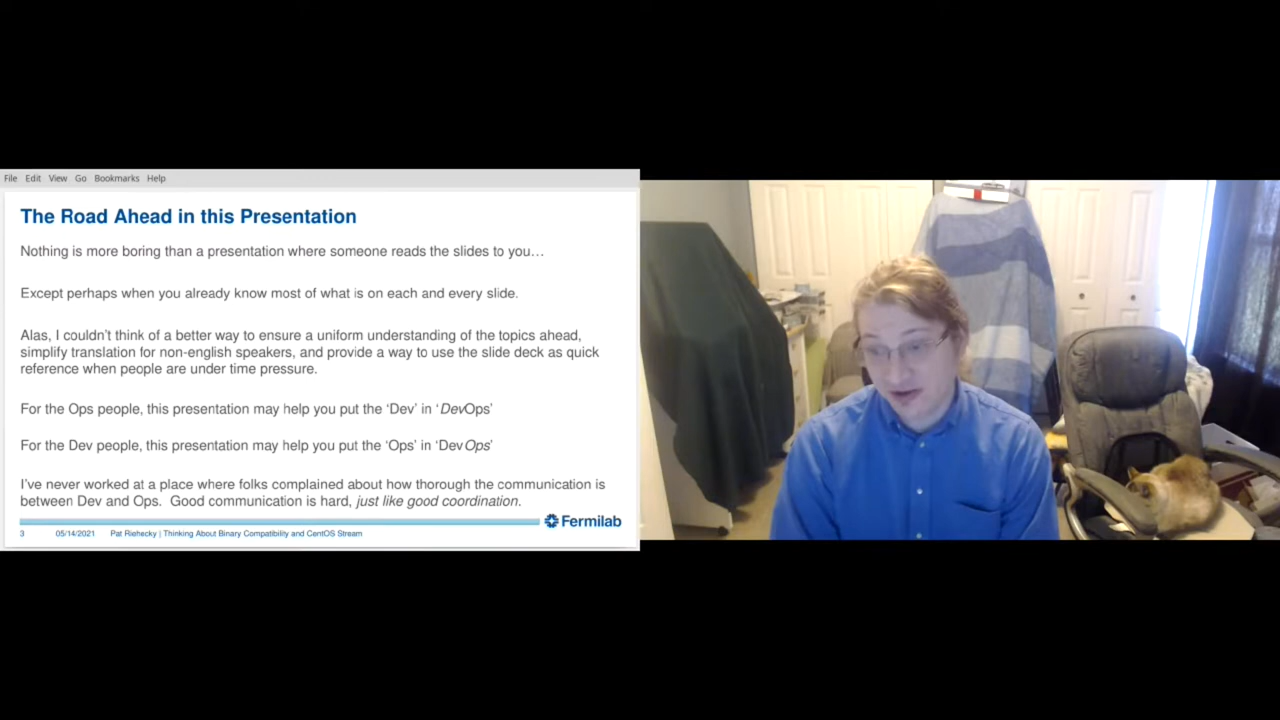 File Edit View Go Bookmarks Help
The Road Ahead in this Presentation
Nothing is more boring than a presentation where someone reads the slides to you…
Except perhaps when you already know most of what is on each and every slide.
Alas, I couldn't think of a better way to ensure a uniform understanding of the topics ahead,
simplify translation for non-english speakers, and provide a way to use the slide deck as quick
reference when people are under time pressure.
For the Ops people, this presentation may help you put the 'Dev' in 'DevOps'
For the Dev people, this presentation may help you put the 'Ops' in 'DevOps'
I've never worked at a place where folks complained about how thorough the communication is
between Dev and Ops. Good communication is hard, just like good coordination.
Fermilab
3 05/14/2021 Pat Riehecky | Thinking About Binary Compatibility and CentOS Stream